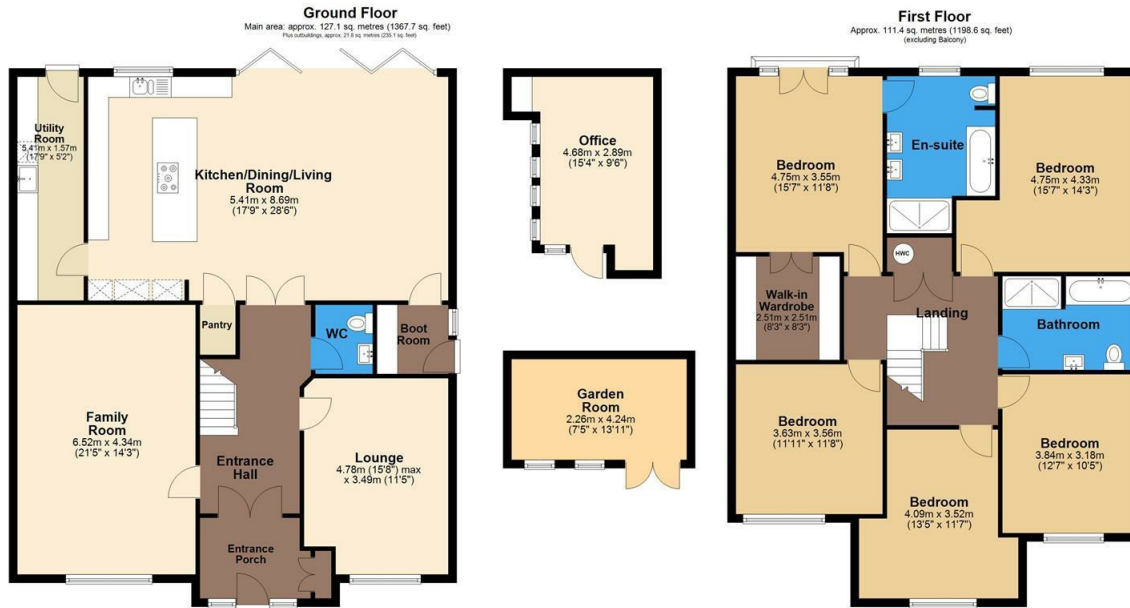 Ground Floor
Main area: approx. 127.1 sq. metres (1367.7 sq. feet)
Plus outbuildings, approx. 21.8 sq. metres (235.1 sq. feet)
Utility
Room
5.41m x 1.57m
(17'9" x 5'2")
Kitchen/Dining/Living
Room
5.41m x 8.69m
(17'9" x 28'6")
Pantry
WC
Boot
Room
Family
Room
6.52m x 4.34m
(21'5" x 14'3")
Entrance
Hall
Lounge
4.78m (15'8") max
x 3.49m (11'5")
Entrance
Porch
Office
4.68m x 2.89m
(15'4" x 9'6")
Garden
Room
2.26m x 4.24m
(7'5" x 13'11")
First Floor
Approx. 111.4 sq. metres (1198.6 sq. feet)
(excluding Balcony)
Bedroom
4.75m x 3.55m
(15'7" x 11'8")
En-suite
Bedroom
4.75m x 4.33m
(15'7" x 14'3")
HWC
Walk-in
Wardrobe
2.51m x 2.51m
(8'3" x 8'3")
Landing
Bathroom
Bedroom
3.63m x 3.56m
(11'11" x 11'8")
Bedroom
4.09m x 3.52m
(13'5" x 11'7")
Bedroom
3.84m x 3.18m
(12'7" x 10'5")